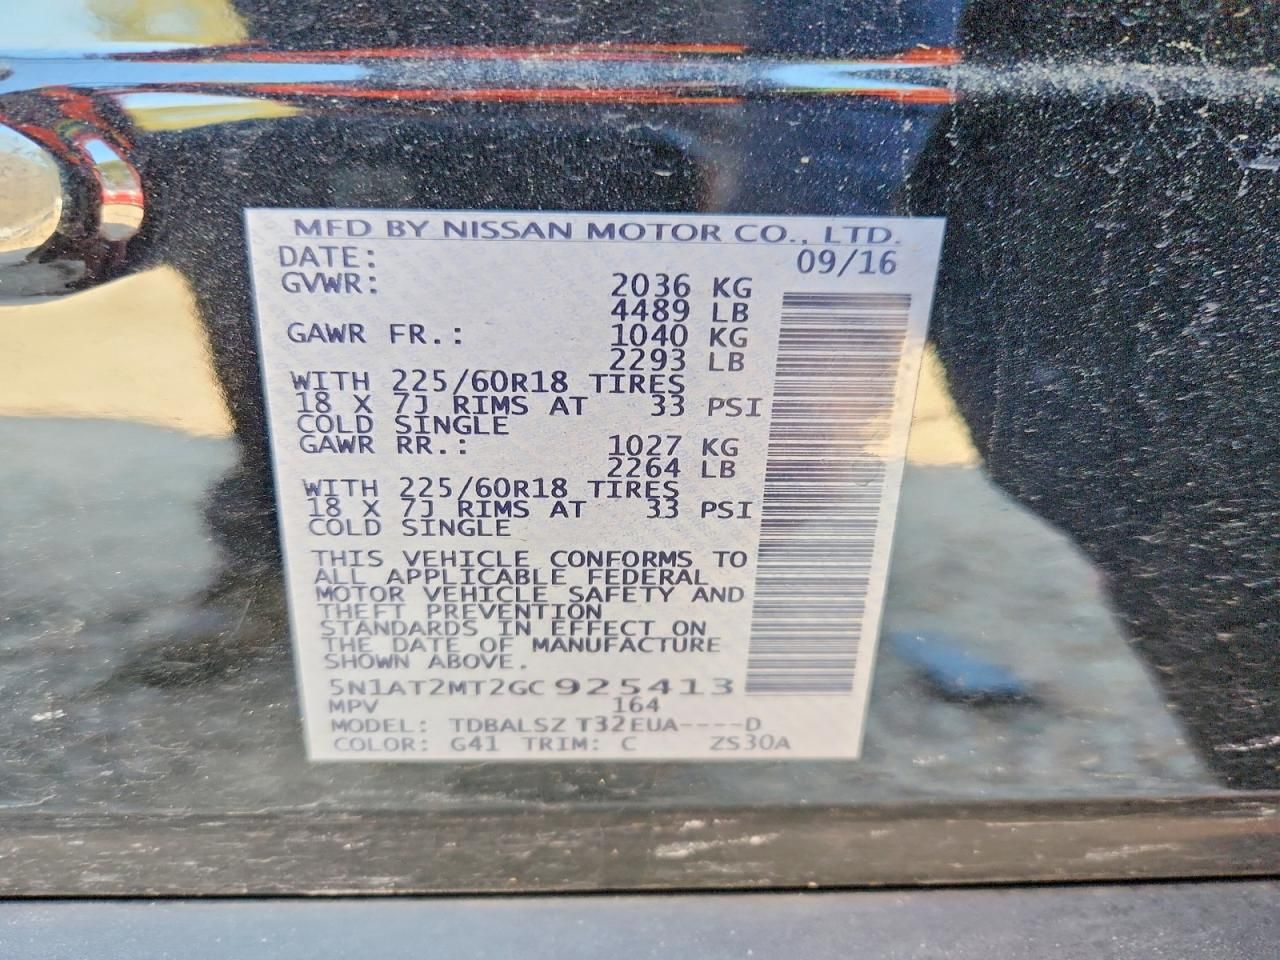 MFD BY NISSAN MOTOR CO., LTD.
DATE: 09/16
GVWR: 2036 KG
4489 LB
GAWR FR.: 1040 KG
2293 LB
WITH 225/60R18 TIRES
18 X 7J RIMS AT 33 PSI
COLD SINGLE
GAWR RR.: 1027 KG
2264 LB
WITH 225/60R18 TIRES
18 X 7J RIMS AT 33 PSI
COLD SINGLE
THIS VEHICLE CONFORMS TO
ALL APPLICABLE FEDERAL
MOTOR VEHICLE SAFETY AND
THEFT PREVENTION
STANDARDS IN EFFECT ON
THE DATE OF MANUFACTURE
SHOWN ABOVE.
5N1AT2MT2GC925413
MPV 164
MODEL: TDBALSZ T32EUA----D
COLOR: G41 TRIM: C ZS30A